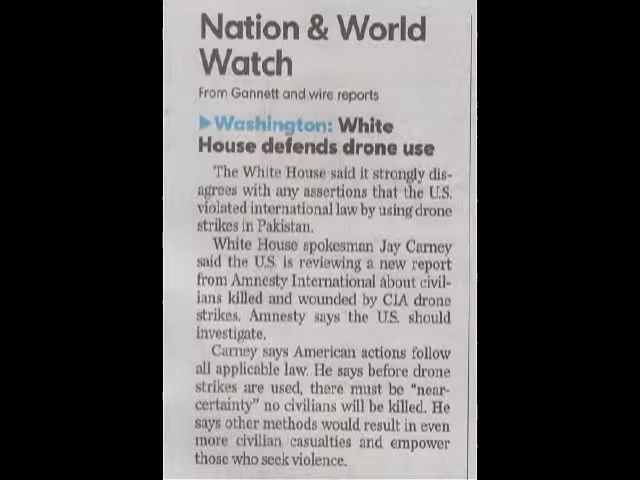 Nation & World
Watch
From Gannett and wire reports
▶Washington: White
House defends drone use
The White House said it strongly dis-
agrees with any assertions that the U.S.
violated international law by using drone
strikes in Pakistan.
White House spokesman Jay Carney
said the U.S. is reviewing a new report
from Amnesty International about civil-
ians killed and wounded by CIA drone
strikes. Amnesty says the U.S. should
investigate.
Carney says American actions follow
all applicable law. He says before drone
strikes are used, there must be "near-
certainty" no civilians will be killed. He
says other methods would result in even
more civilian casualties and empower
those who seek violence.